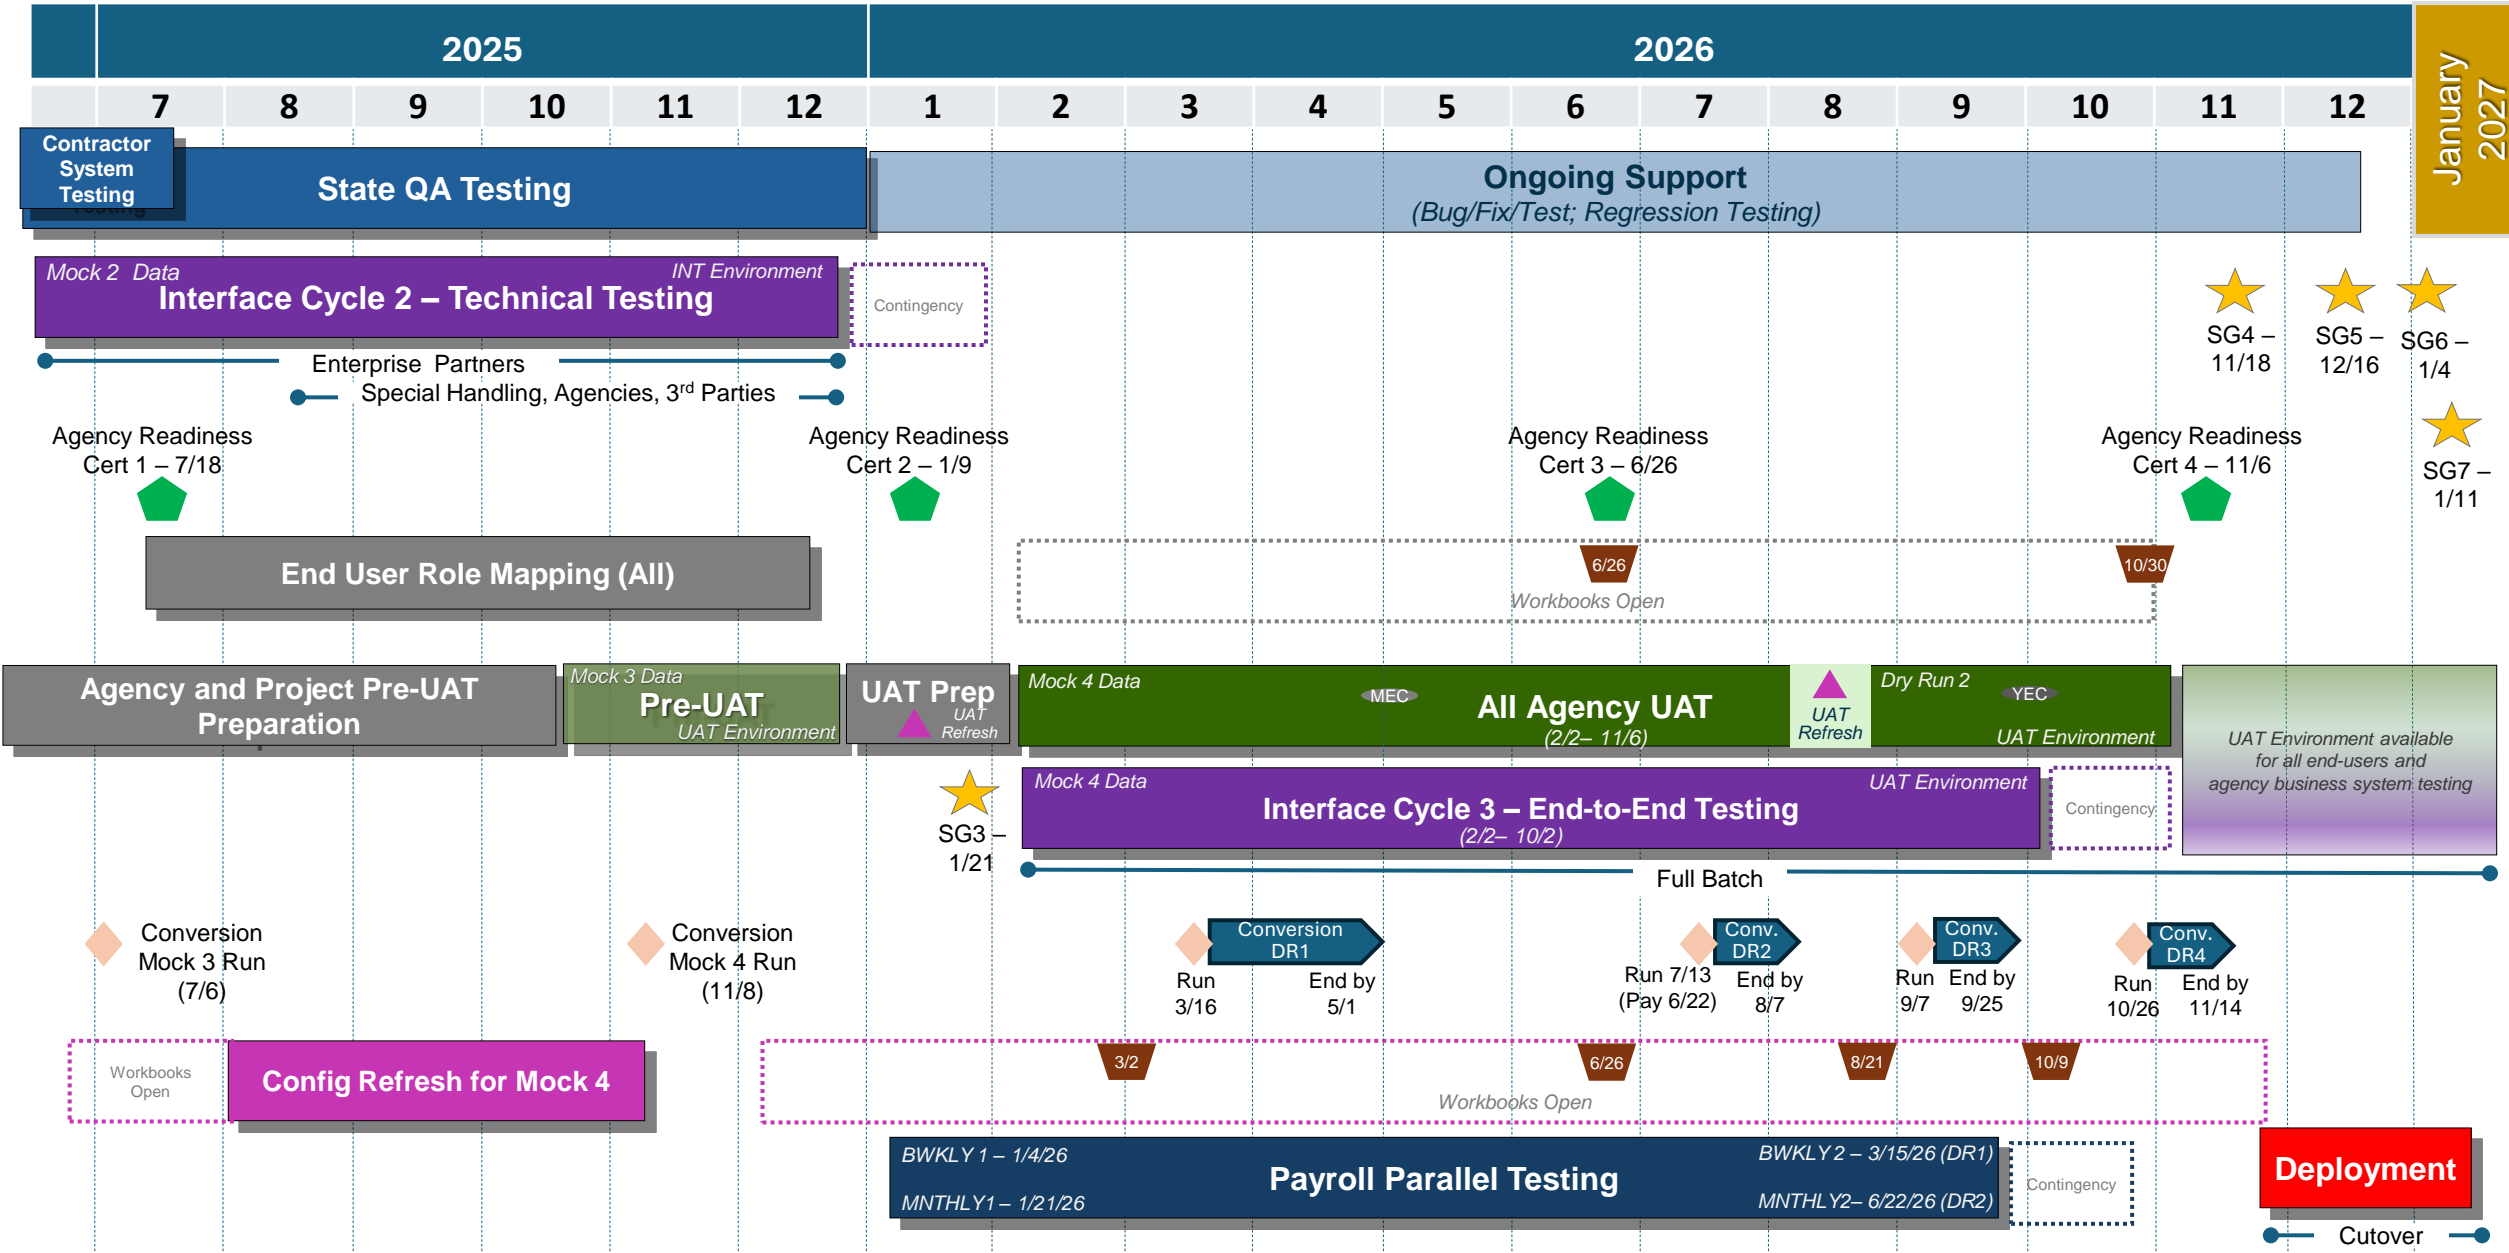 2025
2026
January
2027
7
8
9
10
11
12
1
2
3
4
5
6
7
8
9
10
11
12
Contractor
System
Testing
State QA Testing
Ongoing Support
(Bug/Fix/Test; Regression Testing)
Mock 2 Data
INT Environment
Interface Cycle 2 – Technical Testing
Contingency
Enterprise Partners
Special Handling, Agencies, 3rd Parties
SG4 –
11/18
SG5 –
12/16
SG6 –
1/4
SG7 –
1/11
Agency Readiness
Cert 1 – 7/18
Agency Readiness
Cert 2 – 1/9
Agency Readiness
Cert 3 – 6/26
Agency Readiness
Cert 4 – 11/6
End User Role Mapping (All)
6/26
10/30
Workbooks Open
Agency and Project Pre-UAT
Preparation
Mock 3 Data
Pre-UAT
UAT Environment
UAT Prep
UAT
Refresh
Mock 4 Data
MEC
All Agency UAT
(2/2– 11/6)
UAT
Refresh
Dry Run 2
YEC
UAT Environment
UAT Environment available
for all end-users and
agency business system testing
SG3 –
1/21
Mock 4 Data
UAT Environment
Interface Cycle 3 – End-to-End Testing
(2/2– 10/2)
Contingency
Full Batch
Conversion
Mock 3 Run
(7/6)
Conversion
Mock 4 Run
(11/8)
Conversion
DR1
Run
3/16
End by
5/1
Conv.
DR2
Run 7/13
(Pay 6/22)
End by
8/7
Conv.
DR3
Run
9/7
End by
9/25
Conv.
DR4
Run
10/26
End by
11/14
Workbooks
Open
Config Refresh for Mock 4
3/2
6/26
8/21
10/9
Workbooks Open
BWKLY 1 – 1/4/26
MNTHLY1 – 1/21/26
Payroll Parallel Testing
BWKLY 2 – 3/15/26 (DR1)
MNTHLY2– 6/22/26 (DR2)
Contingency
Deployment
Cutover